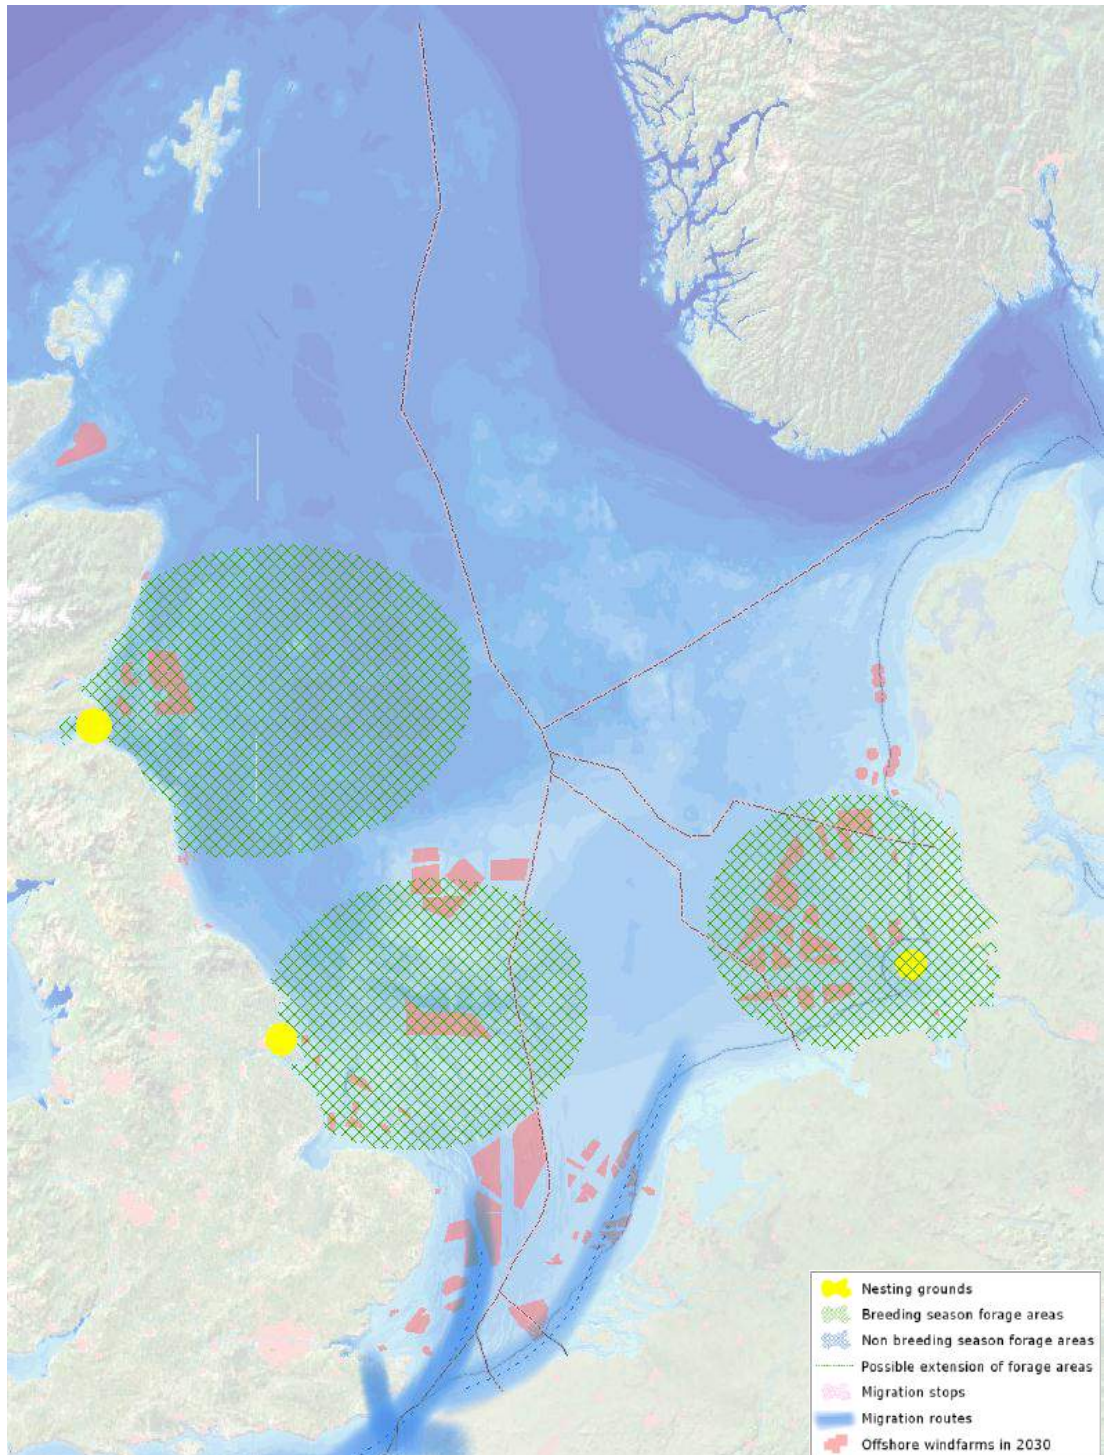 Nesting grounds
Breeding season forage areas
Non breeding season forage areas
Possible extension of forage areas
Migration stops
Migration routes
Offshore windfarms in 2030